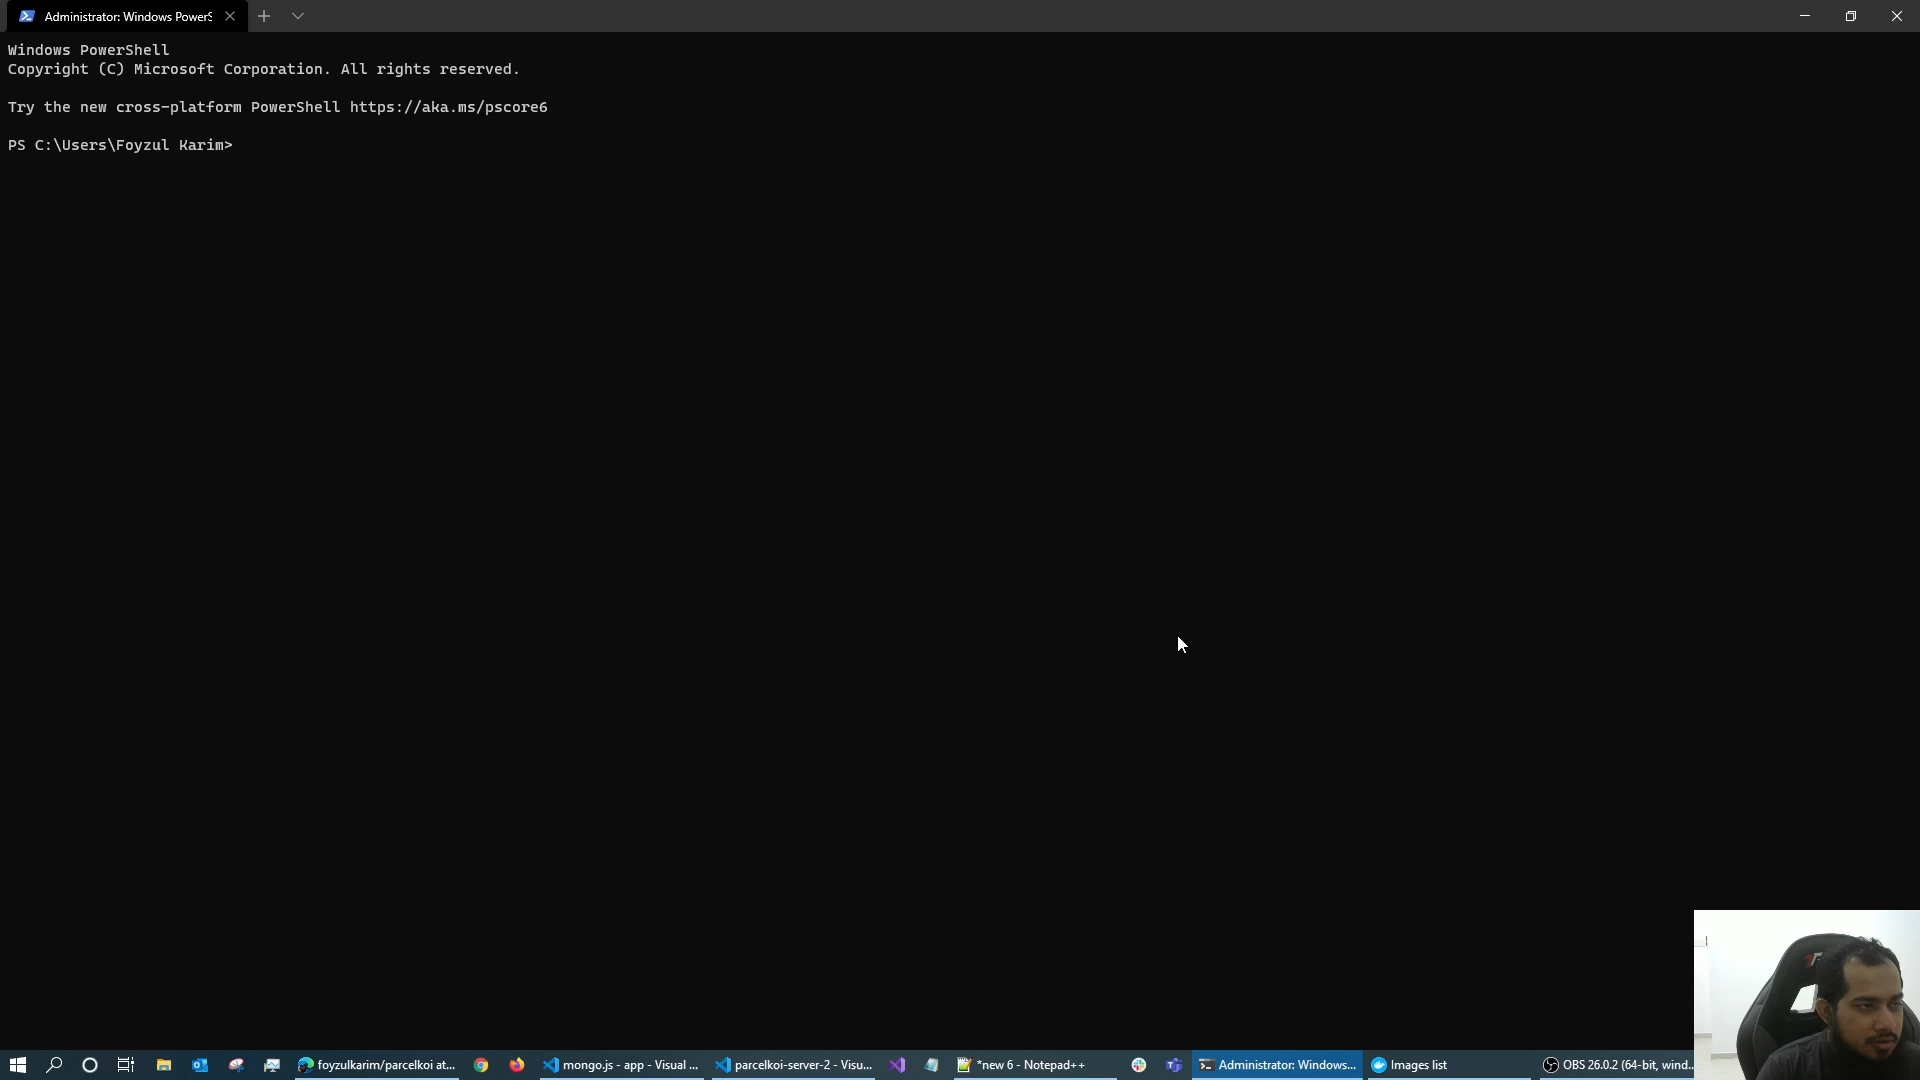 Administrator: Windows PowerS
Windows PowerShell
Copyright (C) Microsoft Corporation. All rights reserved.
Try the new cross-platform PowerShell https://aka.ms/pscore6
PS C:\Users\Foyzul Karim>
foyzulkarim/parcelkoi at...
mongo.js - app - Visual ...
parcelkoi-server-2 - Visu...
*new 6 - Notepad++
Administrator: Windows...
Images list
OBS 26.0.2 (64-bit, wind...